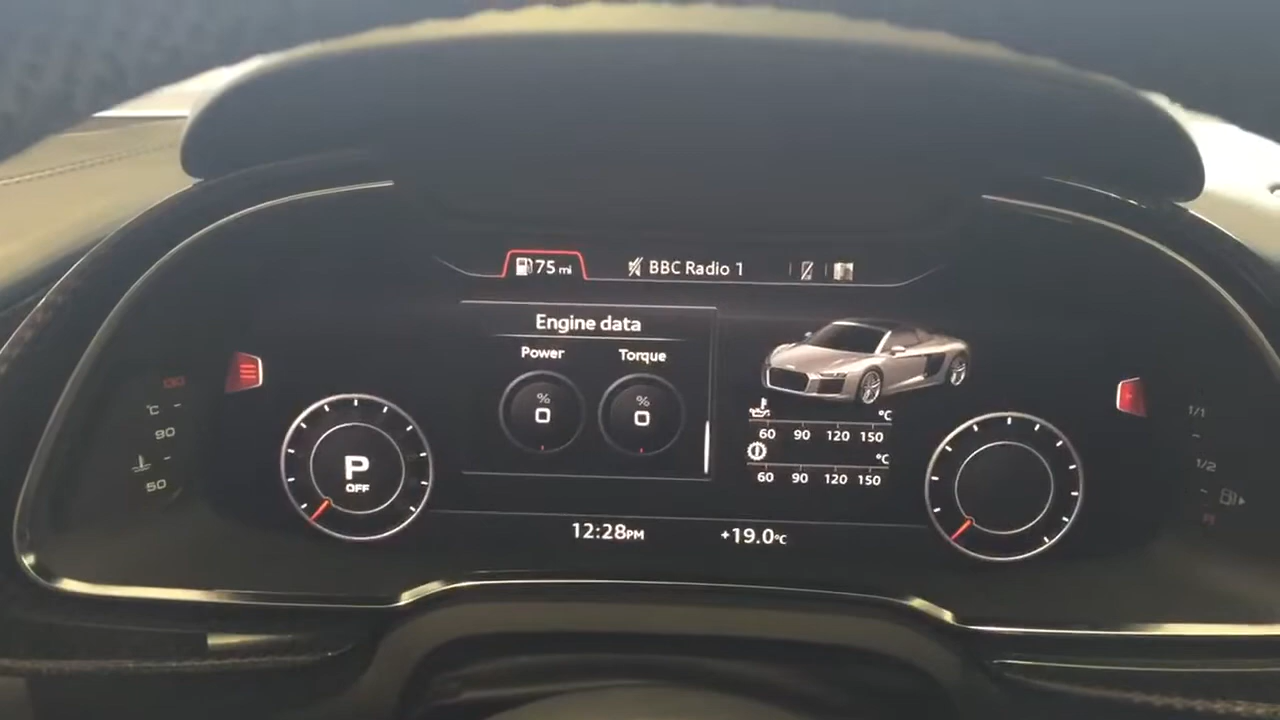 75 mi
BBC Radio 1
Engine data
Power
Torque
%
0
%
0
°C
60 90 120 150
°C
60 90 120 150
130
°C
90
50
P
OFF
1/1
1/2
R
12:28PM
+19.0°C